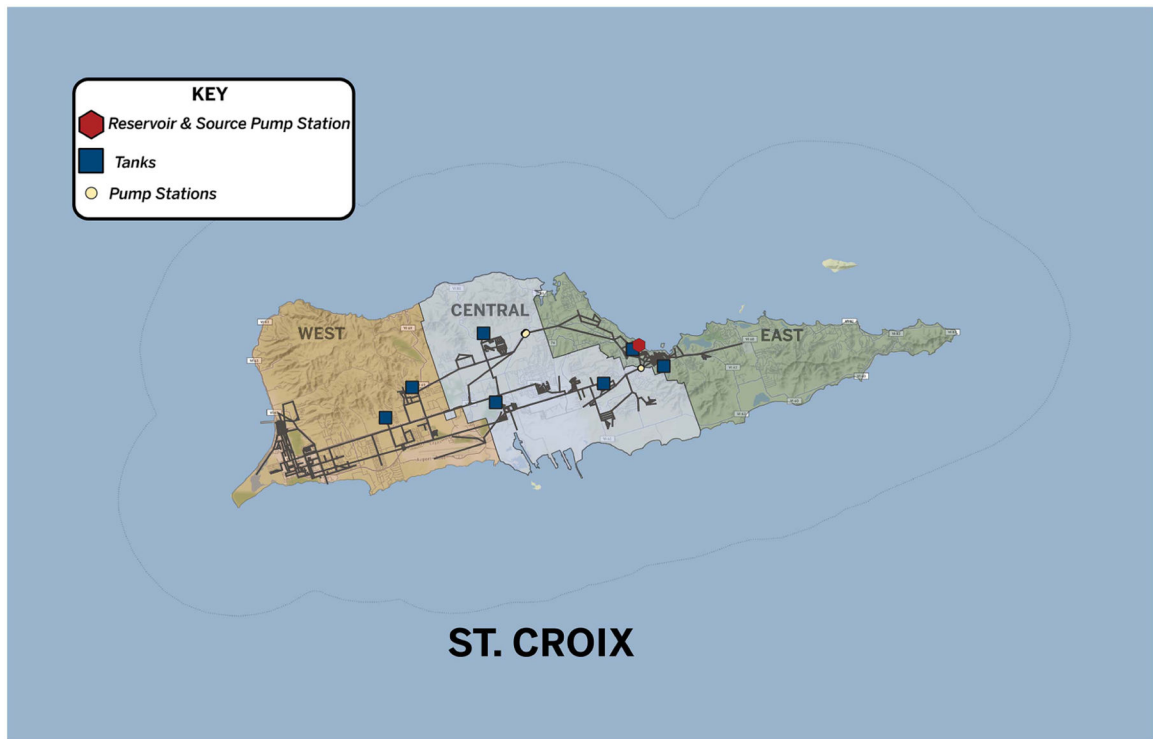 KEY
Reservoir & Source Pump Station
Tanks
Pump Stations
CENTRAL
WEST
EAST
ST. CROIX